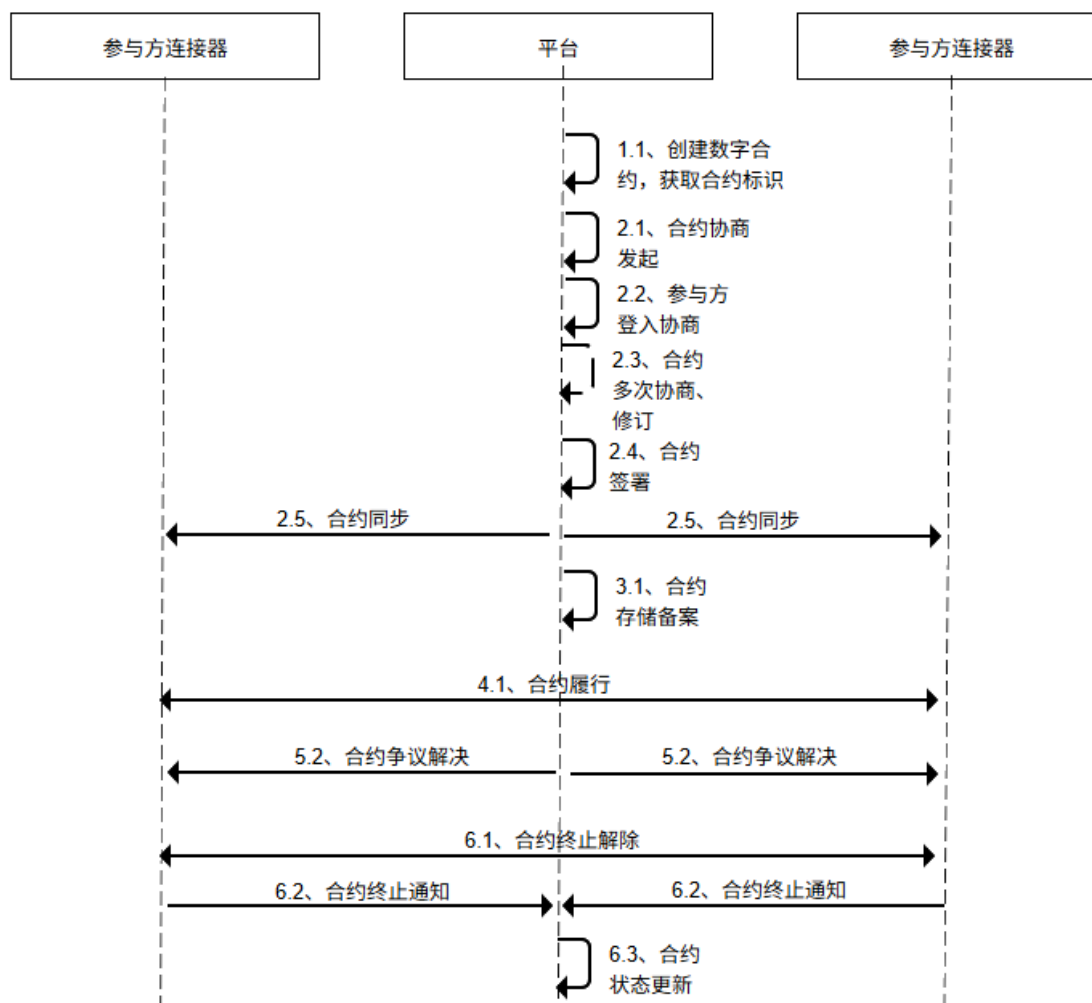 参与方连接器
平台
参与方连接器
1.1、创建数字合
约，获取合约标识
2.1、合约协商
发起
2.2、参与方
登入协商
2.3、合约
多次协商、
修订
2.4、合约
签署
2.5、合约同步
2.5、合约同步
3.1、合约
存储备案
4.1、合约履行
5.2、合约争议解决
5.2、合约争议解决
6.1、合约终止解除
6.2、合约终止通知
6.2、合约终止通知
6.3、合约
状态更新